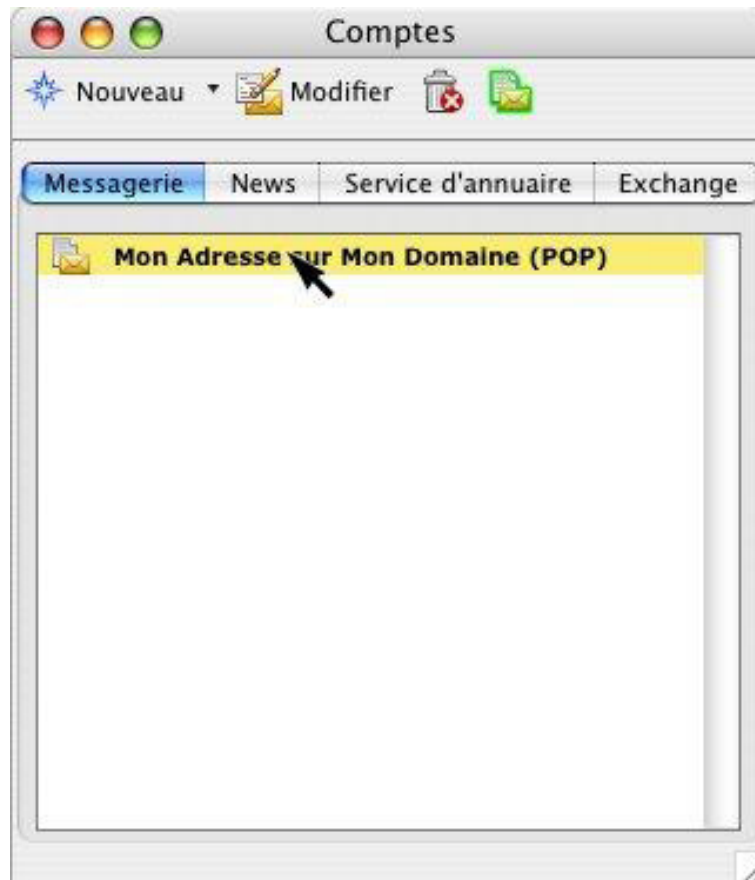 Comptes
Nouveau Modifier
Messagerie News Service d'annuaire Exchange
Mon Adresse sur Mon Domaine (POP)